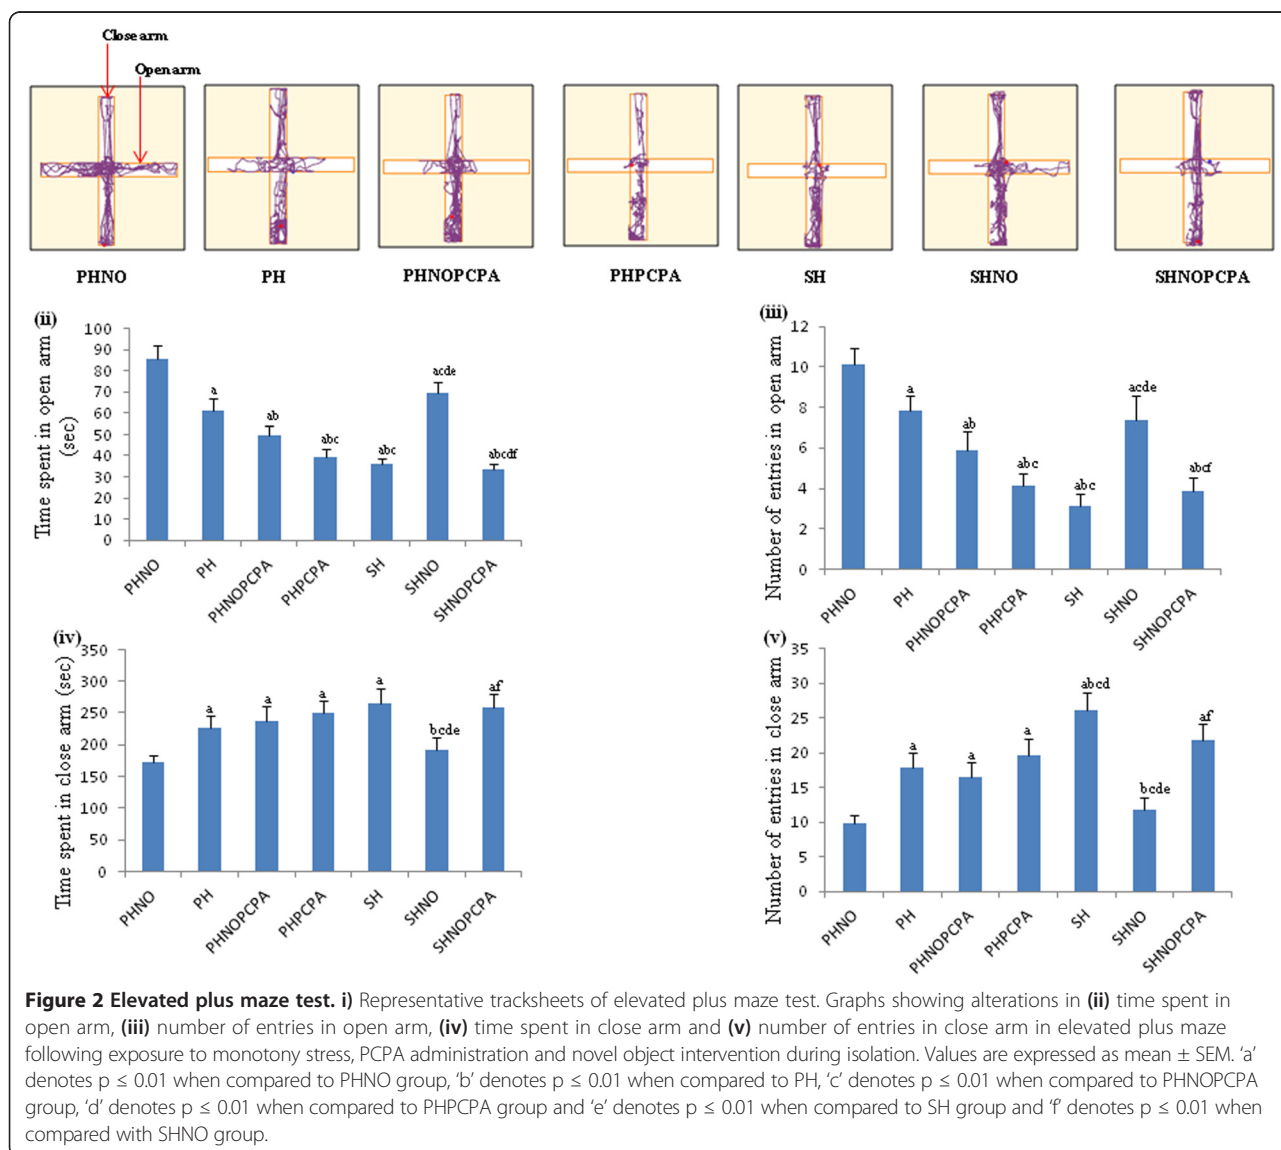 Close arm
Open arm
PHNO PH PHNOPCPA PHPCPA SH SHNO SHNOPCPA
(ii)
Time spent in open arm
(sec)
100
90
80
70
60
50
40
30
20
10
0
a
ab
abc
abc
acde
abcdf
PHNO
PH
PHNOPCPA
PHPCPA
SH
SHNO
SHNOPCPA
(iii)
Number of entries in open arm
12
10
8
6
4
2
0
a
ab
abc
abc
acde
abcf
PHNO
PH
PHNOPCPA
PHPCPA
SH
SHNO
SHNOPCPA
(iv)
Time spent in close arm (sec)
350
300
250
200
150
100
50
0
a
a
a
a
bcde
af
PHNO
PH
PHNOPCPA
PHPCPA
SH
SHNO
SHNOPCPA
(v)
Number of entries in close arm
35
30
25
20
15
10
5
0
a
a
a
abcd
bcde
af
PHNO
PH
PHNOPCPA
PHPCPA
SH
SHNO
SHNOPCPA
Figure 2 Elevated plus maze test. i) Representative tracksheets of elevated plus maze test. Graphs showing alterations in (ii) time spent in
open arm, (iii) number of entries in open arm, (iv) time spent in close arm and (v) number of entries in close arm in elevated plus maze
following exposure to monotony stress, PCPA administration and novel object intervention during isolation. Values are expressed as mean ± SEM. ‘a’
denotes p ≤ 0.01 when compared to PHNO group, ‘b’ denotes p ≤ 0.01 when compared to PH, ‘c’ denotes p ≤ 0.01 when compared to PHNOPCPA
group, ‘d’ denotes p ≤ 0.01 when compared to PHPCPA group and ‘e’ denotes p ≤ 0.01 when compared to SH group and ‘f’ denotes p ≤ 0.01 when
compared with SHNO group.